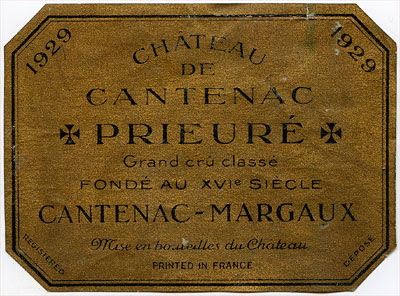 1929 1929
CHÂTEAU
DE
CANTENAC
✠ PRIEURÉ ✠
Grand crû classé
FONDÉ AU XVIe SIÈCLE
CANTENAC-MARGAUX
Mise en bouteilles du Château
REGISTERED DÉPOSÉ
PRINTED IN FRANCE